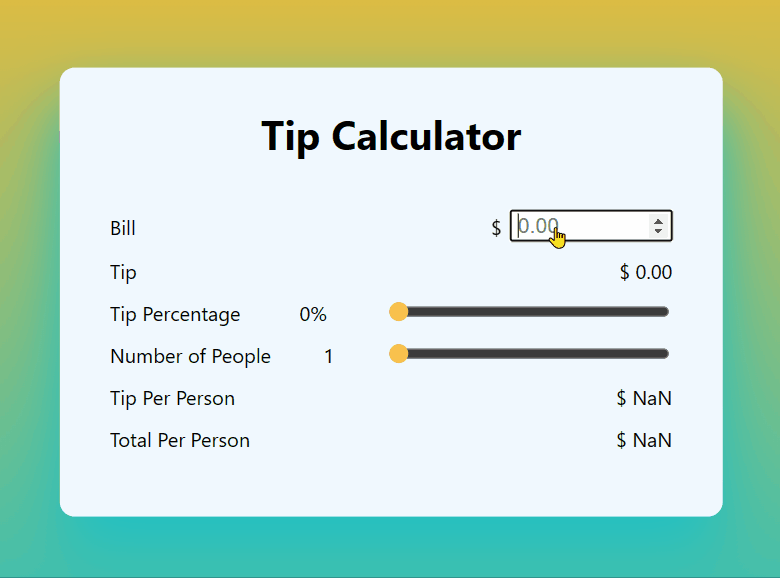 Tip Calculator
Bill $ 0.00
Tip $ 0.00
Tip Percentage 0%
Number of People 1
Tip Per Person $ NaN
Total Per Person $ NaN